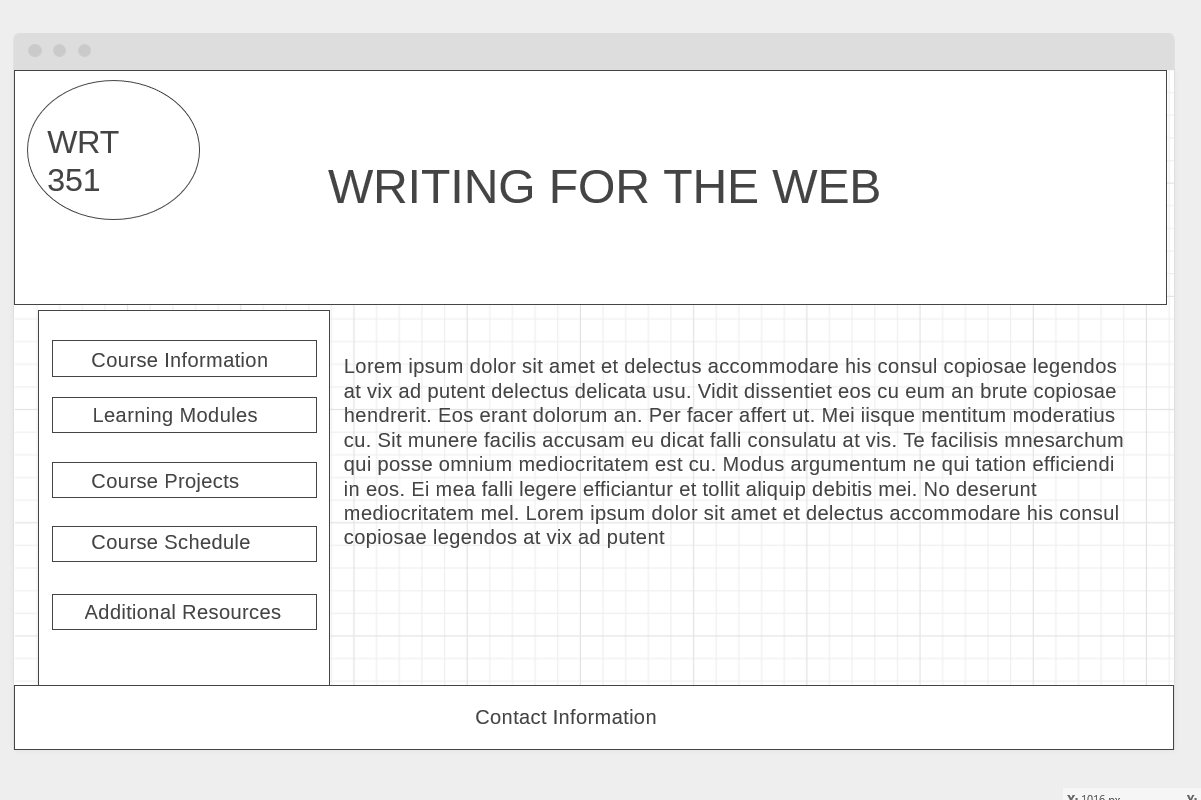 WRT
351
WRITING FOR THE WEB
Course Information
Learning Modules
Course Projects
Course Schedule
Additional Resources
Lorem ipsum dolor sit amet et delectus accommodare his consul copiosae legendos
at vix ad putent delectus delicata usu. Vidit dissentiet eos cu eum an brute copiosae
hendrerit. Eos erant dolorum an. Per facer affert ut. Mei iisque mentitum moderatius
cu. Sit munere facilis accusam eu dicat falli consulatu at vis. Te facilisis mnesarchum
qui posse omnium mediocritatem est cu. Modus argumentum ne qui tation efficiendi
in eos. Ei mea falli legere efficiantur et tollit aliquip debitis mei. No deserunt
mediocritatem mel. Lorem ipsum dolor sit amet et delectus accommodare his consul
copiosae legendos at vix ad putent
Contact Information